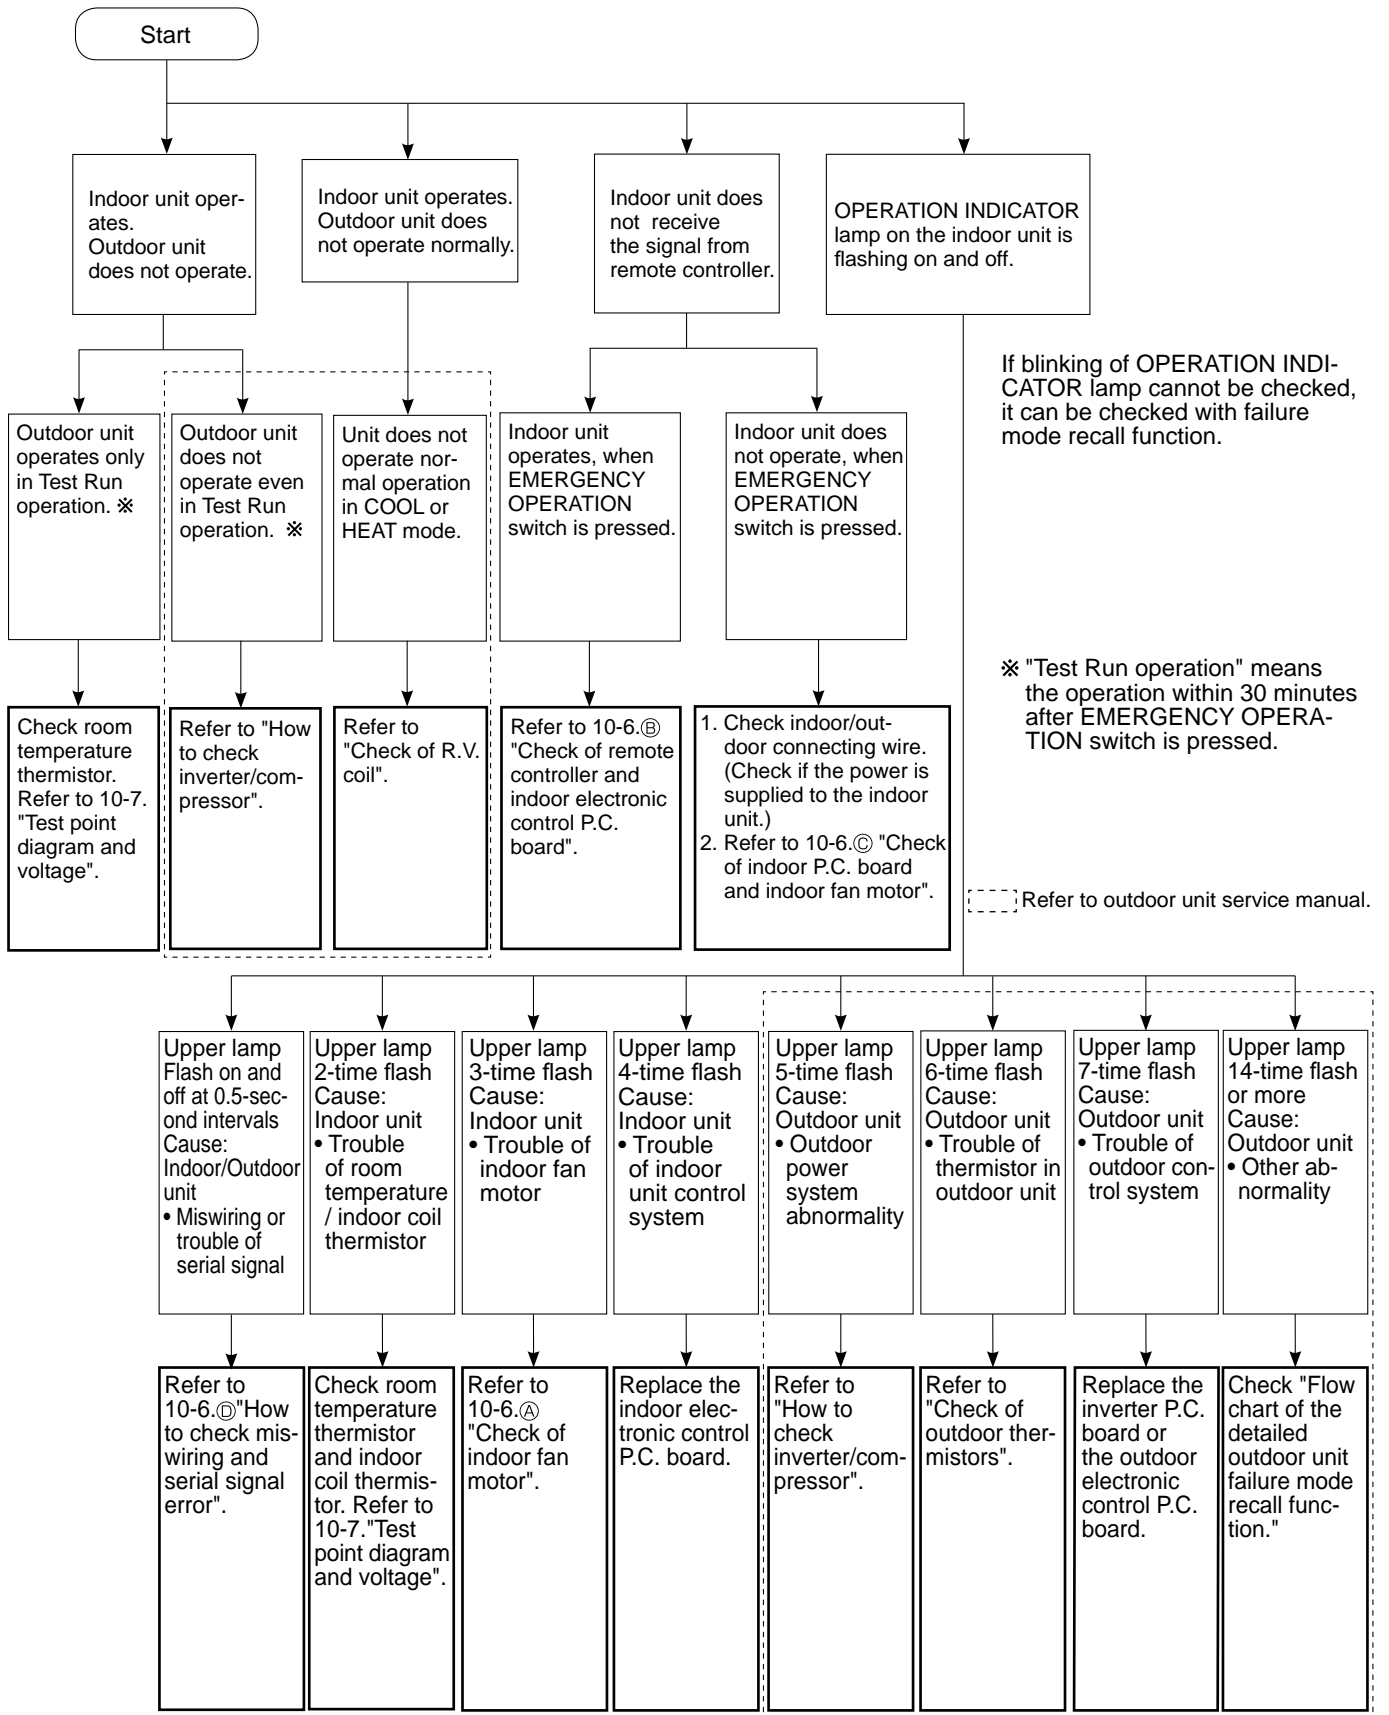 Start
Indoor unit oper-
ates.
Outdoor unit
does not operate.
Indoor unit operates.
Outdoor unit does
not operate normally.
Indoor unit does
not receive
the signal from
remote controller.
OPERATION INDICATOR
lamp on the indoor unit is
flashing on and off.
If blinking of OPERATION INDI-
CATOR lamp cannot be checked,
it can be checked with failure
mode recall function.
Outdoor unit
operates only
in Test Run
operation. ※
Outdoor unit
does not
operate even
in Test Run
operation. ※
Unit does not
operate nor-
mal operation
in COOL or
HEAT mode.
Indoor unit
operates, when
EMERGENCY
OPERATION
switch is pressed.
Indoor unit does
not operate, when
EMERGENCY
OPERATION
switch is pressed.
※ "Test Run operation" means
the operation within 30 minutes
after EMERGENCY OPERA-
TION switch is pressed.
Check room
temperature
thermistor.
Refer to 10-7.
"Test point
diagram and
voltage".
Refer to "How
to check
inverter/com-
pressor".
Refer to
"Check of R.V.
coil".
Refer to 10-6.Ⓑ
"Check of remote
controller and
indoor electronic
control P.C.
board".
1. Check indoor/out-
door connecting wire.
(Check if the power is
supplied to the indoor
unit.)
2. Refer to 10-6.Ⓒ "Check
of indoor P.C. board
and indoor fan motor".
Refer to outdoor unit service manual.
Upper lamp
Flash on and
off at 0.5-sec-
ond intervals
Cause:
Indoor/Outdoor
unit
• Miswiring or
trouble of
serial signal
Upper lamp
2-time flash
Cause:
Indoor unit
• Trouble
of room
temperature
/ indoor coil
thermistor
Upper lamp
3-time flash
Cause:
Indoor unit
• Trouble of
indoor fan
motor
Upper lamp
4-time flash
Cause:
Indoor unit
• Trouble
of indoor
unit control
system
Upper lamp
5-time flash
Cause:
Outdoor unit
• Outdoor
power
system
abnormality
Upper lamp
6-time flash
Cause:
Outdoor unit
• Trouble of
thermistor in
outdoor unit
Upper lamp
7-time flash
Cause:
Outdoor unit
• Trouble of
outdoor con-
trol system
Upper lamp
14-time flash
or more
Cause:
Outdoor unit
• Other ab-
normality
Refer to
10-6.Ⓓ"How
to check mis-
wiring and
serial signal
error".
Check room
temperature
thermistor
and indoor
coil thermis-
tor. Refer to
10-7."Test
point diagram
and voltage".
Refer to
10-6.Ⓐ
"Check of
indoor fan
motor".
Replace the
indoor elec-
tronic control
P.C. board.
Refer to
"How to
check
inverter/com-
pressor".
Refer to
"Check of
outdoor ther-
mistors".
Replace the
inverter P.C.
board or
the outdoor
electronic
control P.C.
board.
Check "Flow
chart of the
detailed
outdoor unit
failure mode
recall func-
tion."